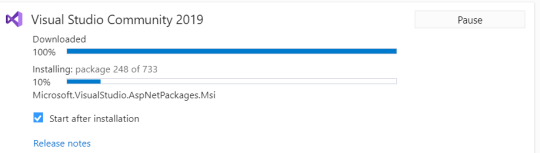 Visual Studio Community 2019
Pause
Downloaded
100%
Installing: package 248 of 733
10%
Microsoft.VisualStudio.AspNetPackages.Msi
Start after installation
Release notes